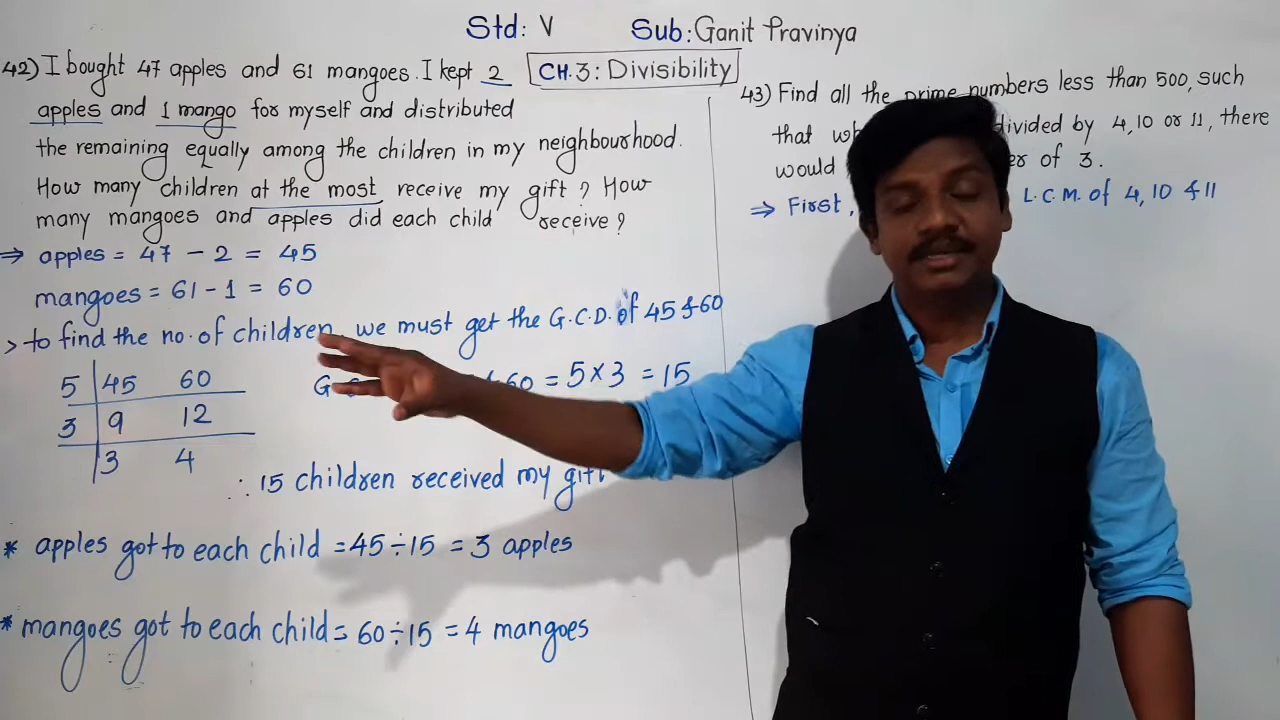 Std: V Sub: Ganit Pravinya
CH.3: Divisibility
42) I bought 47 apples and 61 mangoes. I kept 2
apples and 1 mango for myself and distributed
the remaining equally among the children in my neighbourhood.
How many children at the most receive my gift? How
many mangoes and apples did each child receive?
⇒ apples = 47 - 2 = 45
mangoes = 61 - 1 = 60
> to find the no. of children, we must get the G.C.D. of 45 & 60
5 | 45 60
3 | 9 12
| 3 4
60 = 5 × 3 = 15
∴ 15 children received my gift
* apples got to each child = 45 ÷ 15 = 3 apples
* mangoes got to each child = 60 ÷ 15 = 4 mangoes
43) Find all the prime numbers less than 500, such
that divided by 4, 10 or 11, there
would of 3.
⇒ First, L.C.M. of 4, 10 & 11